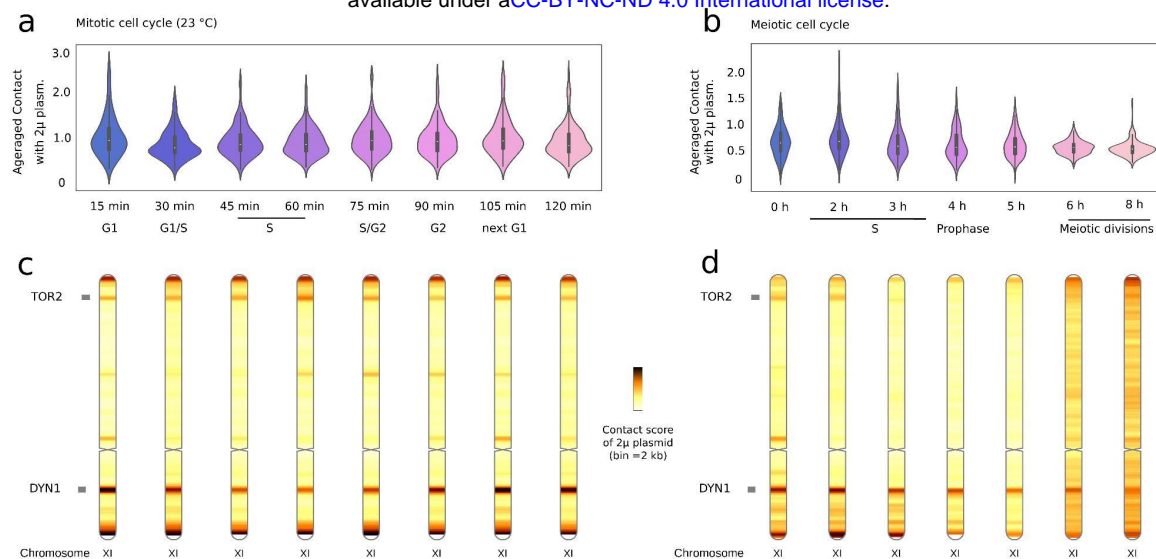 available under aCC-BY-NC-ND 4.0 International license.
a
Mitotic cell cycle (23 °C)
Ageraged Contact
with 2μ plasm.
3.0
2.0
1.0
0
15 min 30 min 45 min 60 min 75 min 90 min 105 min 120 min
G1 G1/S S S/G2 G2 next G1
b
Meiotic cell cycle
Ageraged Contact
with 2μ plasm.
2.0
1.5
1.0
0.5
0
0 h 2 h 3 h 4 h 5 h 6 h 8 h
S Prophase Meiotic divisions
c
TOR2
DYN1
Chromosome XI XI XI XI XI XI XI XI
Contact score
of 2μ plasmid
(bin =2 kb)
d
TOR2
DYN1
Chromosome XI XI XI XI XI XI XI